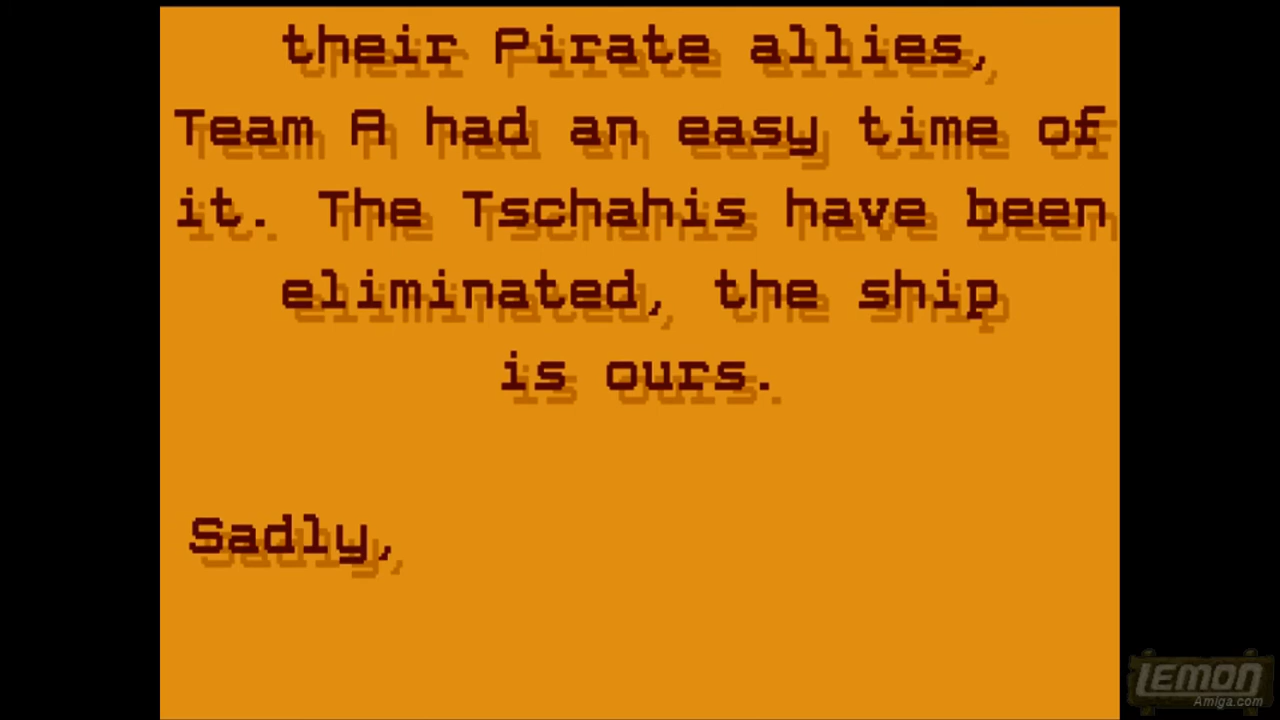 their Pirate allies,
Team A had an easy time of
it. The Tschahis have been
eliminated, the ship
is ours.
Sadly,
LEMON
Amiga.com